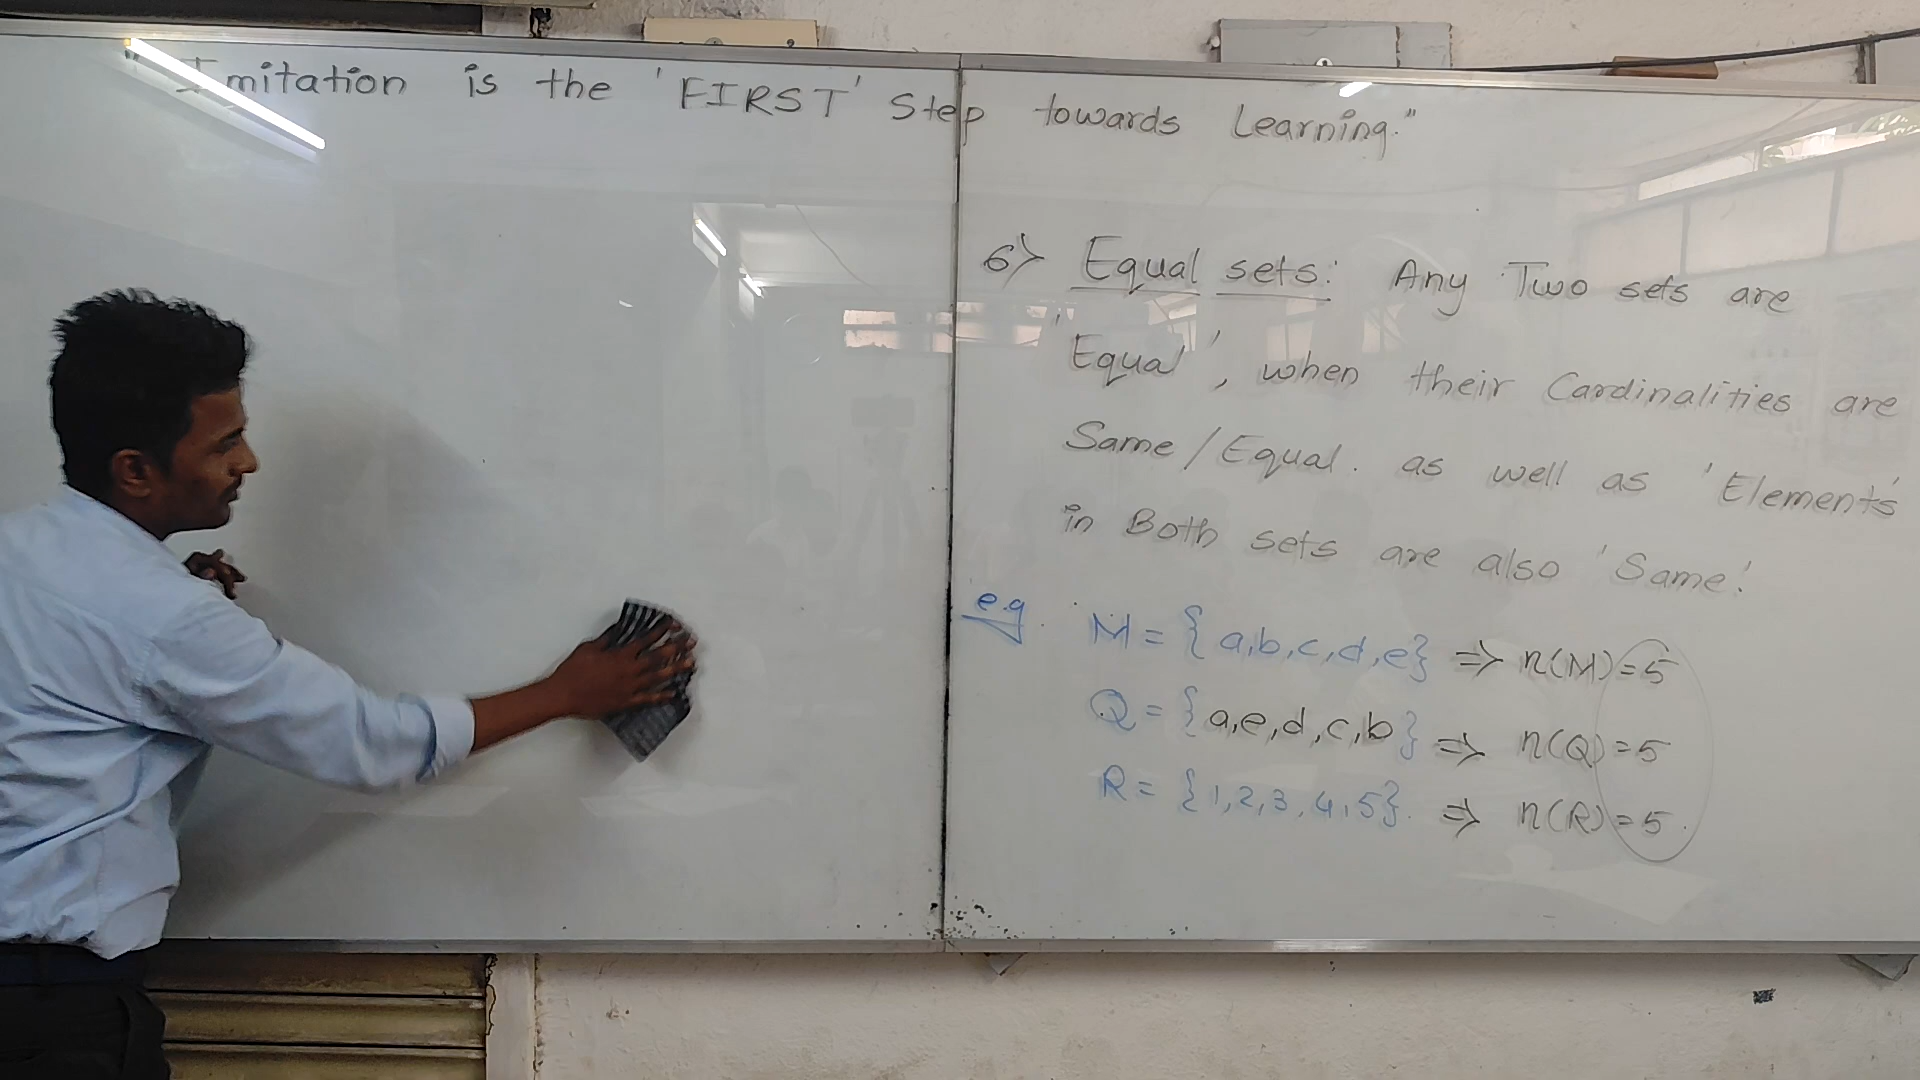 "Imitation is the 'FIRST' Step towards Learning."
6) Equal sets: Any Two sets are
'Equal', when their Cardinalities are
Same/Equal. as well as 'Elements'
in Both sets are also 'Same'.
e.g. M = {a,b,c,d,e} => n(M)=5
Q = {a,e,d,c,b} => n(Q)=5
R = {1,2,3,4,5}. => n(R)=5.